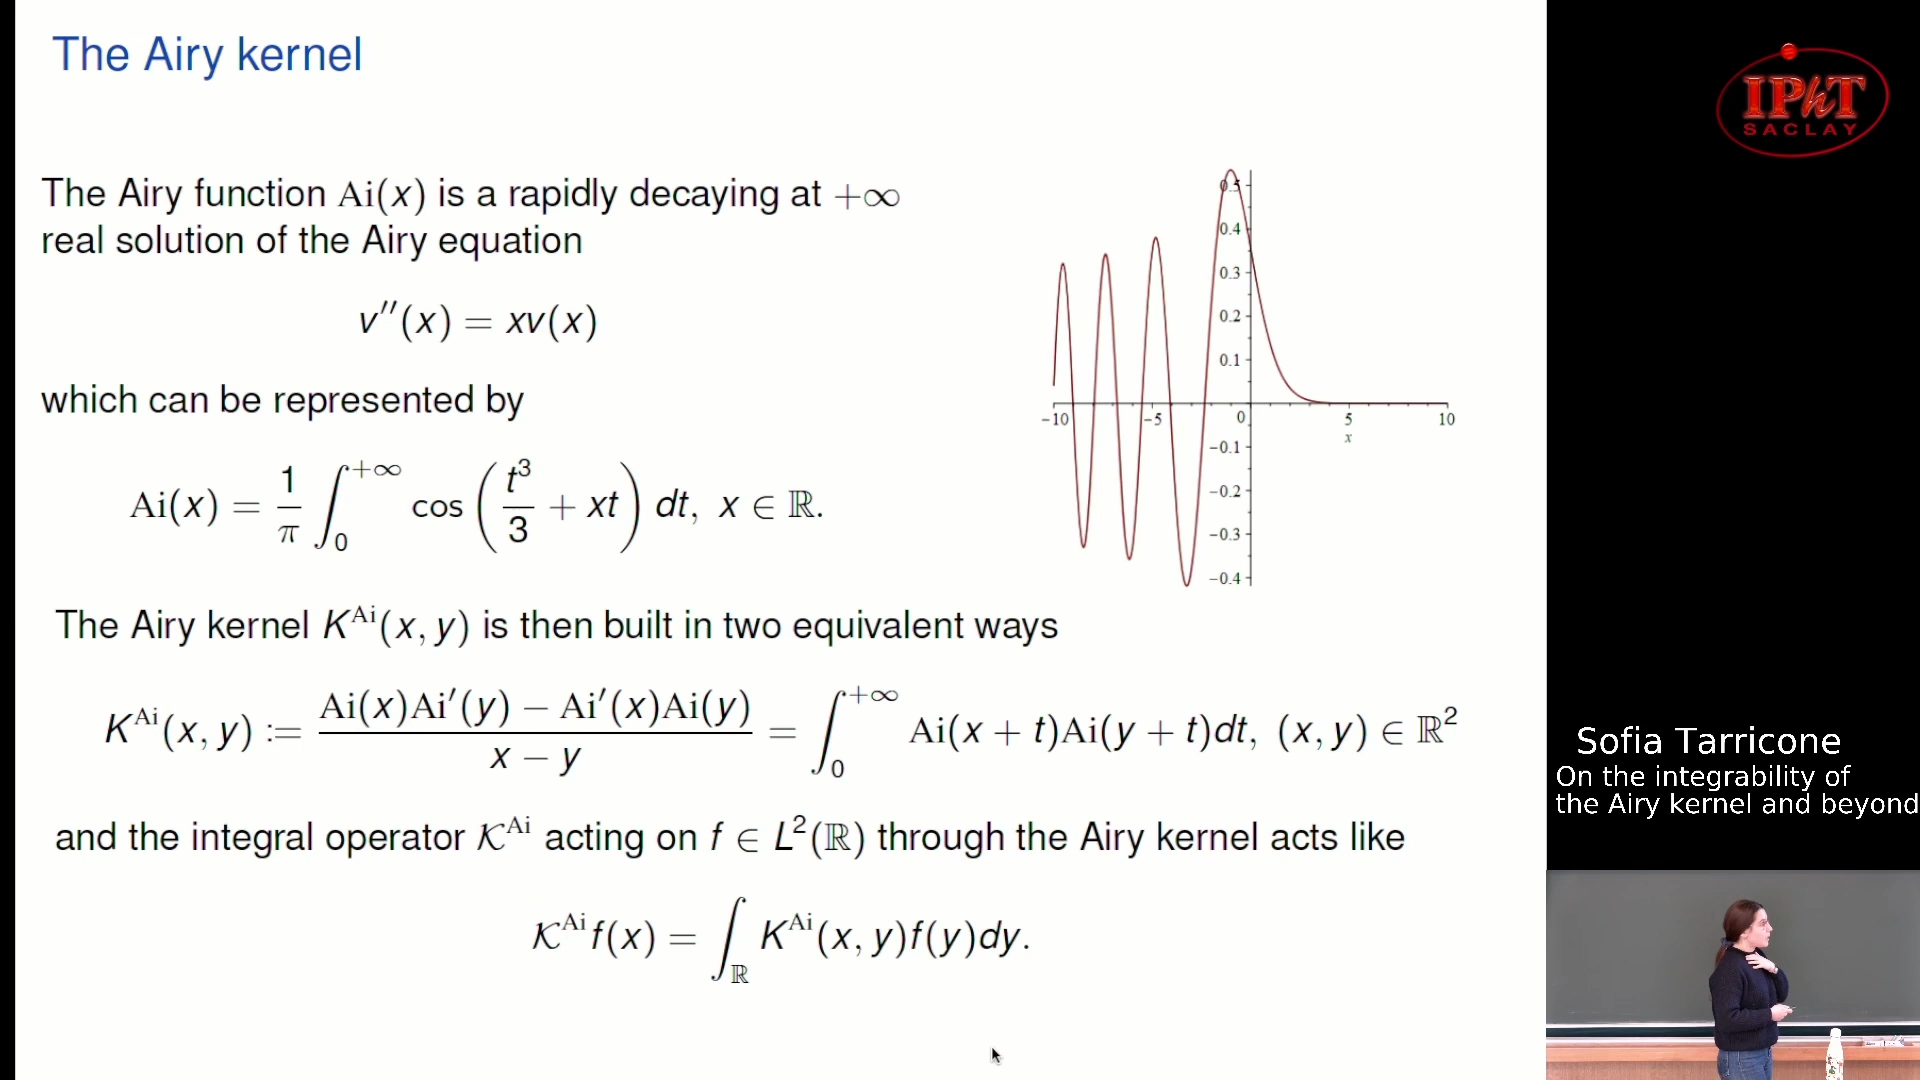 The Airy kernel
The Airy function Ai(x) is a rapidly decaying at +∞
real solution of the Airy equation
v′′(x) = xv(x)
which can be represented by
Ai(x) = 1/π ∫₀^{+∞} cos (t³/3 + xt) dt, x ∈ ℝ.
0.5
0.4
0.3
0.2
0.1
−10 −5 0 5 10
x
−0.1
−0.2
−0.3
−0.4
The Airy kernel K^{Ai}(x, y) is then built in two equivalent ways
K^{Ai}(x, y) := (Ai(x)Ai′(y) − Ai′(x)Ai(y))/(x − y) = ∫₀^{+∞} Ai(x + t)Ai(y + t)dt, (x, y) ∈ ℝ²
and the integral operator 𝒦^{Ai} acting on f ∈ L²(ℝ) through the Airy kernel acts like
𝒦^{Ai}f(x) = ∫_ℝ K^{Ai}(x, y)f(y)dy.
IPhT
SACLAY
Sofia Tarricone
On the integrability of
the Airy kernel and beyond